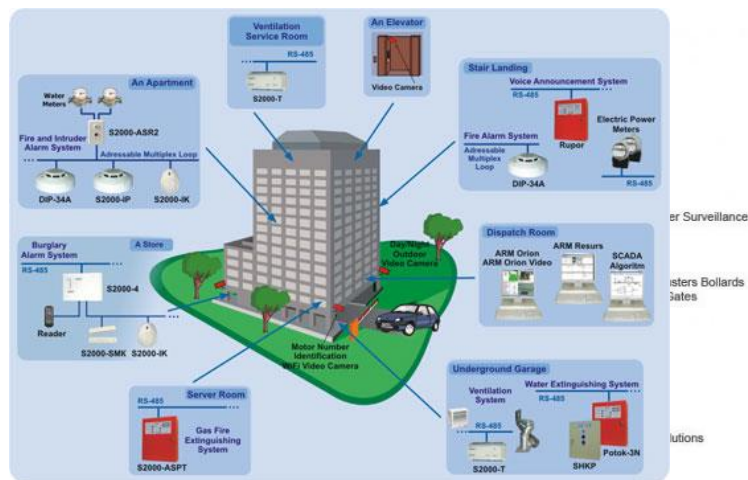 Ventilation
Service Room
RS-485
S2000-T
An Elevator
Video Camera
An Apartment
Water
Meters
S2000-ASR2
Fire and Intruder
Alarm System
Adressable Multiplex Loop
DIP-34A
S2000-IP
S2000-IK
Stair Landing
Voice Announcement System
RS-485
Rupor
Electric Power
Meters
RS-485
Fire Alarm System
Adressable
Multiplex
Loop
DIP-34A
er Surveillance
Burglary
Alarm System
A Store
RS-485
S2000-4
Reader
S2000-SMK
S2000-IK
Day/Night
Outdoor
Video Camera
Dispatch Room
ARM Orion
ARM Orion Video
ARM Resurs
SCADA
Algoritm
sters Bollards
Gates
Motor Number
Identification
WiFi Video Camera
Server Room
RS-485
Gas Fire
Extinguishing
System
S2000-ASPT
Underground Garage
Ventilation
System
RS-485
S2000-T
Water Extinguishing System
RS-485
SHKP
Potok-3N
lutions